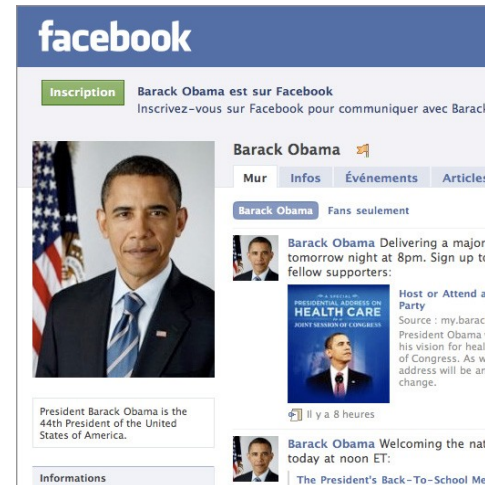 facebook
Inscription
Barack Obama est sur Facebook
Inscrivez-vous sur Facebook pour communiquer avec Barack
Barack Obama
Mur Infos Événements Articles
Barack Obama Fans seulement
Barack Obama Delivering a major
tomorrow night at 8pm. Sign up to
fellow supporters:
A SPECIAL
PRESIDENTIAL ADDRESS ON
HEALTH CARE
JOINT SESSION OF CONGRESS
Host or Attend a
Party
Source : my.barac
President Obama
his vision for heal
of Congress. As w
address will be an
change.
Il y a 8 heures
President Barack Obama is the
44th President of the United
States of America.
Barack Obama Welcoming the nat
today at noon ET:
The President's Back-To-School Me
Informations